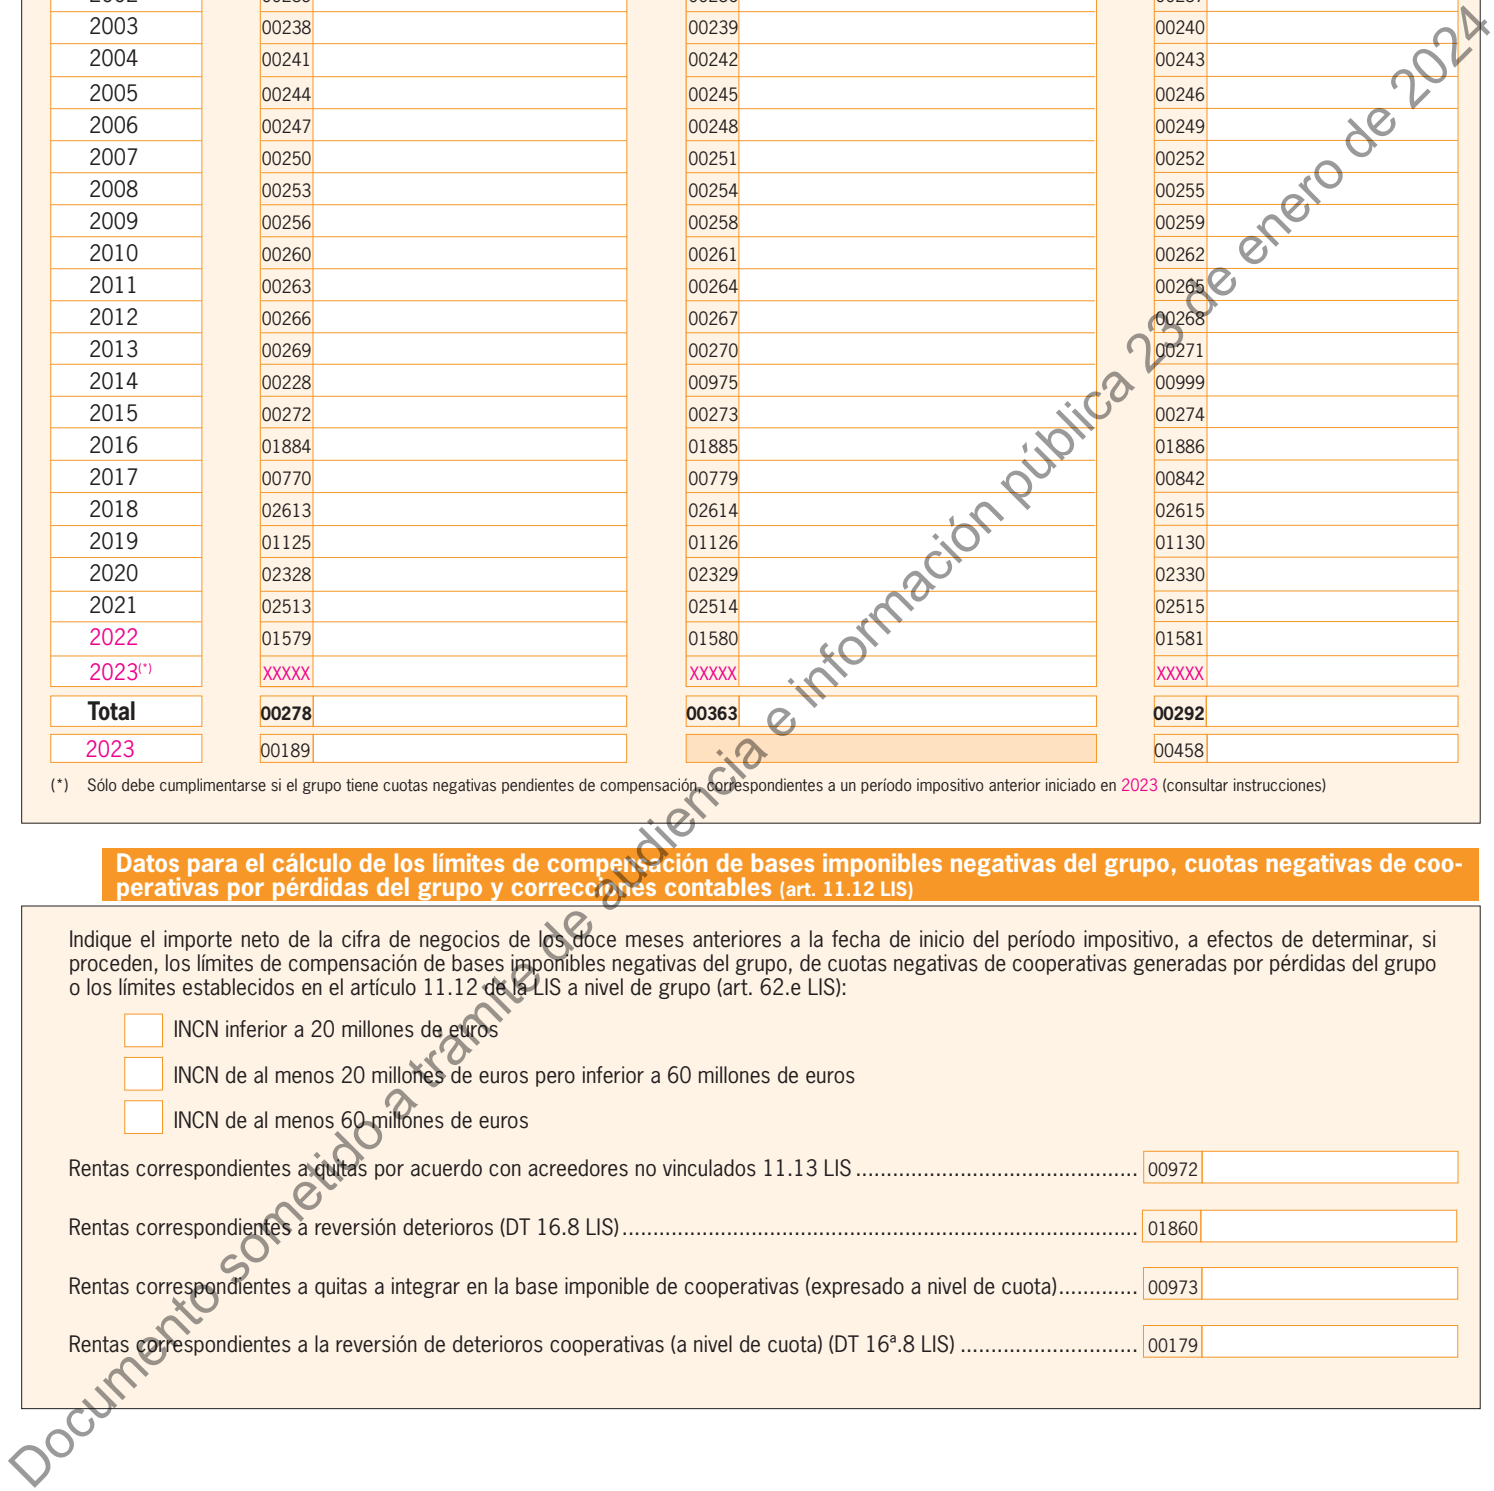 2003 00238 00239 00240
2004 00241 00242 00243
2005 00244 00245 00246
2006 00247 00248 00249
2007 00250 00251 00252
2008 00253 00254 00255
2009 00256 00258 00259
2010 00260 00261 00262
2011 00263 00264 00265
2012 00266 00267 00268
2013 00269 00270 00271
2014 00228 00975 00999
2015 00272 00273 00274
2016 01884 01885 01886
2017 00770 00779 00842
2018 02613 02614 02615
2019 01125 01126 01130
2020 02328 02329 02330
2021 02513 02514 02515
2022 01579 01580 01581
2023(*) XXXXX XXXXX XXXXX
Total 00278 00363 00292
2023 00189 00458
(*) Sólo debe cumplimentarse si el grupo tiene cuotas negativas pendientes de compensación, correspondientes a un período impositivo anterior iniciado en 2023 (consultar instrucciones)
Datos para el cálculo de los límites de compensación de bases imponibles negativas del grupo, cuotas negativas de coo-
perativas por pérdidas del grupo y correcciones contables (art. 11.12 LIS)
Indique el importe neto de la cifra de negocios de los doce meses anteriores a la fecha de inicio del período impositivo, a efectos de determinar, si
proceden, los límites de compensación de bases imponibles negativas del grupo, de cuotas negativas de cooperativas generadas por pérdidas del grupo
o los límites establecidos en el artículo 11.12 de la LIS a nivel de grupo (art. 62.e LIS):
INCN inferior a 20 millones de euros
INCN de al menos 20 millones de euros pero inferior a 60 millones de euros
INCN de al menos 60 millones de euros
Rentas correspondientes a quitas por acuerdo con acreedores no vinculados 11.13 LIS .............................................. 00972
Rentas correspondientes a reversión deterioros (DT 16.8 LIS).................................................................................... 01860
Rentas correspondientes a quitas a integrar en la base imponible de cooperativas (expresado a nivel de cuota)............. 00973
Rentas correspondientes a la reversión de deterioros cooperativas (a nivel de cuota) (DT 16ª.8 LIS) ............................. 00179
Documento sometido a trámite de audiencia e información pública 23 de enero de 2024